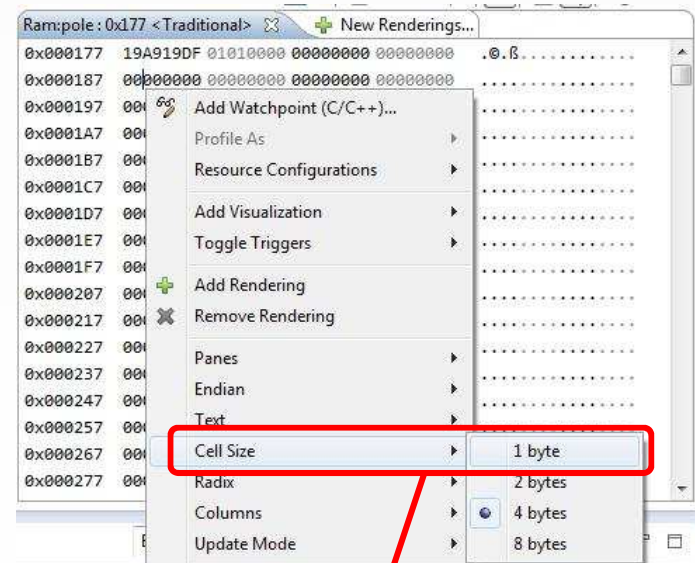 Ram:pole : 0x177 <Traditional> New Renderings...
0x000177 19A919DF 01010000 00000000 00000000 .©.ß............
0x000187 00000000 00000000 00000000 00000000 ................
0x000197 000 Add Watchpoint (C/C++)... ................
0x0001A7 000 Profile As ................
0x0001B7 000 Resource Configurations ................
0x0001C7 000 ................
0x0001D7 000 Add Visualization ................
0x0001E7 000 Toggle Triggers ................
0x0001F7 000 ................
0x000207 000 Add Rendering ................
0x000217 000 Remove Rendering ................
0x000227 000 ................
0x000237 000 Panes ................
0x000247 000 Endian ................
0x000257 000 Text ................
0x000267 000 Cell Size 1 byte
0x000277 000 Radix 2 bytes
Columns 4 bytes
Update Mode 8 bytes